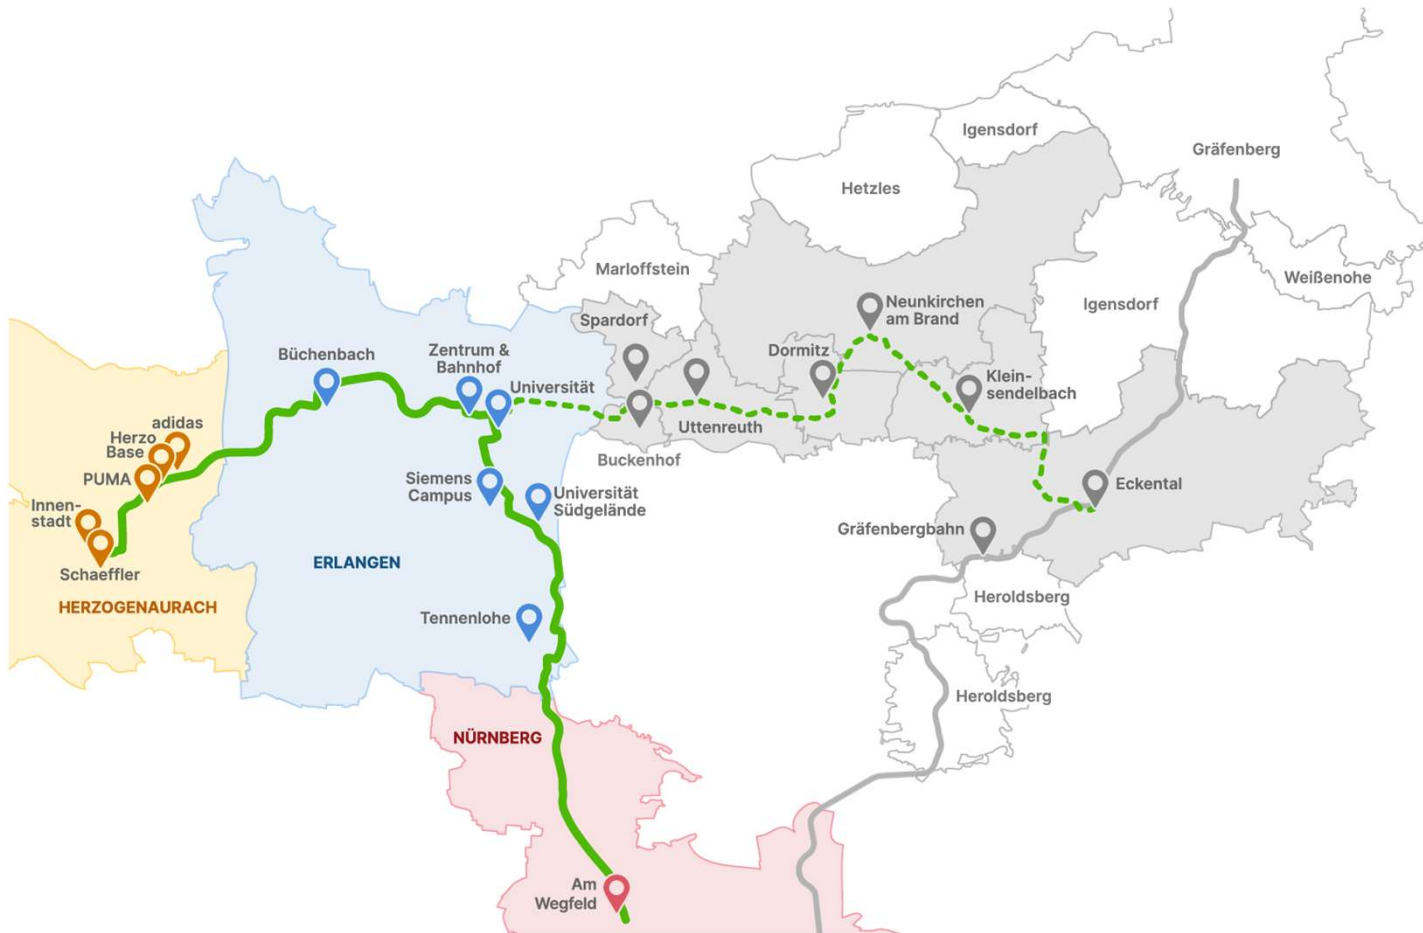 Igensdorf
Gräfenberg
Hetzles
Marloffstein
Weißenohe
Igensdorf
Neunkirchen
am Brand
Spardorf
Dormitz
Büchenbach
Zentrum &
Bahnhof
Universität
Klein-
sendelbach
Uttenreuth
adidas
Herzo
Base
PUMA
Buckenhof
Siemens
Campus
Universität
Südgelände
Eckental
Innen-
stadt
Gräfenbergbahn
Schaeffler
ERLANGEN
HERZOGENAURACH
Tennenlohe
Heroldsberg
Heroldsberg
NÜRNBERG
Am
Wegfeld